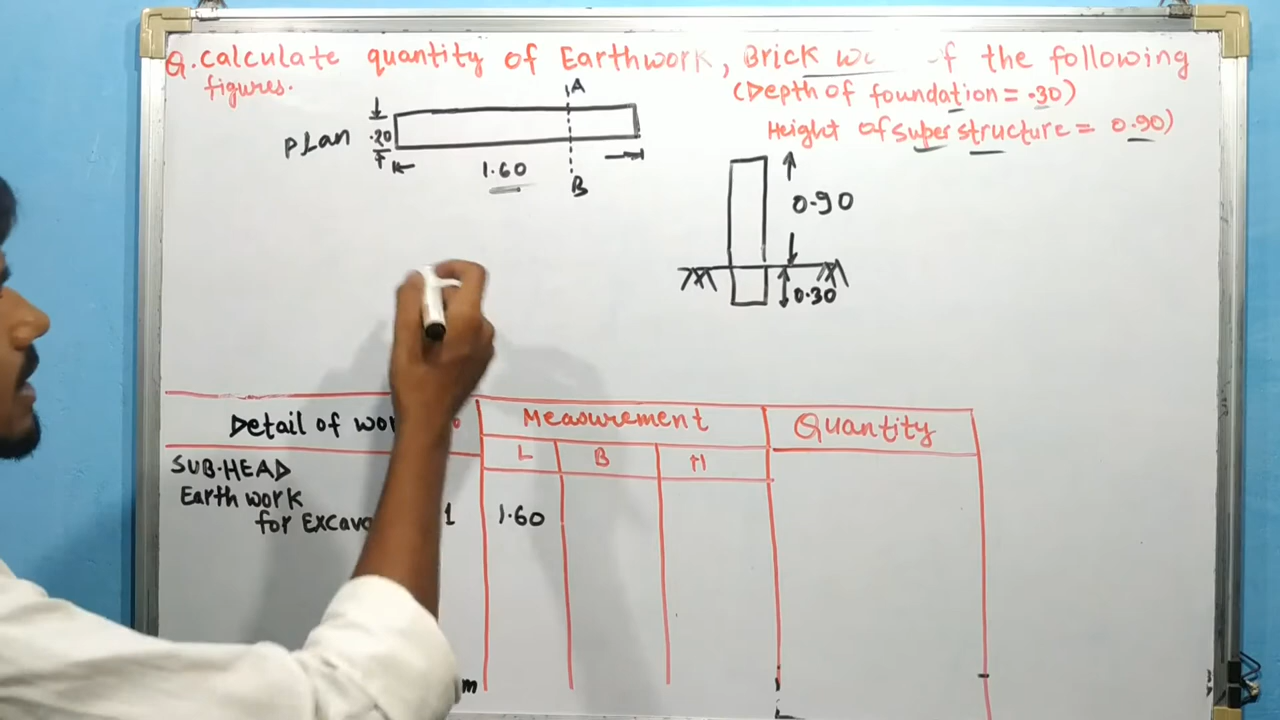 Q. Calculate quantity of Earthwork, Brick wo f the following
figures.
(Depth of foundation = .30)
Height of super structure = 0.90)
A
PLan
.20
1.60
B
0.90
0.30
Detail of wor
Measurement
Quantity
L B H
SUB-HEAD
Earth work
for Excava 1 1.60
m